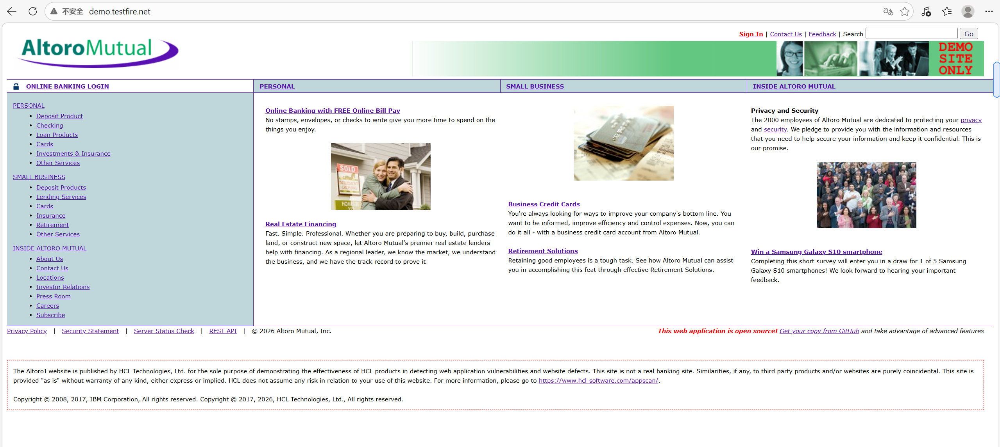 不安全 demo.testfire.net
Sign In | Contact Us | Feedback | Search Go
AltoroMutual
DEMO
SITE
ONLY
ONLINE BANKING LOGIN
PERSONAL
SMALL BUSINESS
INSIDE ALTORO MUTUAL
PERSONAL
Deposit Product
Checking
Loan Products
Cards
Investments & Insurance
Other Services
SMALL BUSINESS
Deposit Products
Lending Services
Cards
Insurance
Retirement
Other Services
INSIDE ALTORO MUTUAL
About Us
Contact Us
Locations
Investor Relations
Press Room
Careers
Subscribe
Online Banking with FREE Online Bill Pay
No stamps, envelopes, or checks to write give you more time to spend on the
things you enjoy.
SOLD
BELLEMONT
CROSSING
HOMESITE
Real Estate Financing
Fast. Simple. Professional. Whether you are preparing to buy, build, purchase
land, or construct new space, let Altoro Mutual's premier real estate lenders
help with financing. As a regional leader, we know the market, we understand
the business, and we have the track record to prove it
Business Credit Cards
You're always looking for ways to improve your company's bottom line. You
want to be informed, improve efficiency and control expenses. Now, you can
do it all - with a business credit card account from Altoro Mutual.
Retirement Solutions
Retaining good employees is a tough task. See how Altoro Mutual can assist
you in accomplishing this feat through effective Retirement Solutions.
Privacy and Security
The 2000 employees of Altoro Mutual are dedicated to protecting your privacy
and security. We pledge to provide you with the information and resources
that you need to help secure your information and keep it confidential. This is
our promise.
Win a Samsung Galaxy S10 smartphone
Completing this short survey will enter you in a draw for 1 of 5 Samsung
Galaxy S10 smartphones! We look forward to hearing your important
feedback.
Privacy Policy | Security Statement | Server Status Check | REST API | © 2026 Altoro Mutual, Inc.
This web application is open source! Get your copy from GitHub and take advantage of advanced features
The AltoroJ website is published by HCL Technologies, Ltd. for the sole purpose of demonstrating the effectiveness of HCL products in detecting web application vulnerabilities and website defects. This site is not a real banking site. Similarities, if any, to third party products and/or websites are purely coincidental. This site is
provided "as is" without warranty of any kind, either express or implied. HCL does not assume any risk in relation to your use of this website. For more information, please go to https://www.hcl-software.com/appscan/.
Copyright © 2008, 2017, IBM Corporation, All rights reserved. Copyright © 2017, 2026, HCL Technologies, Ltd., All rights reserved.